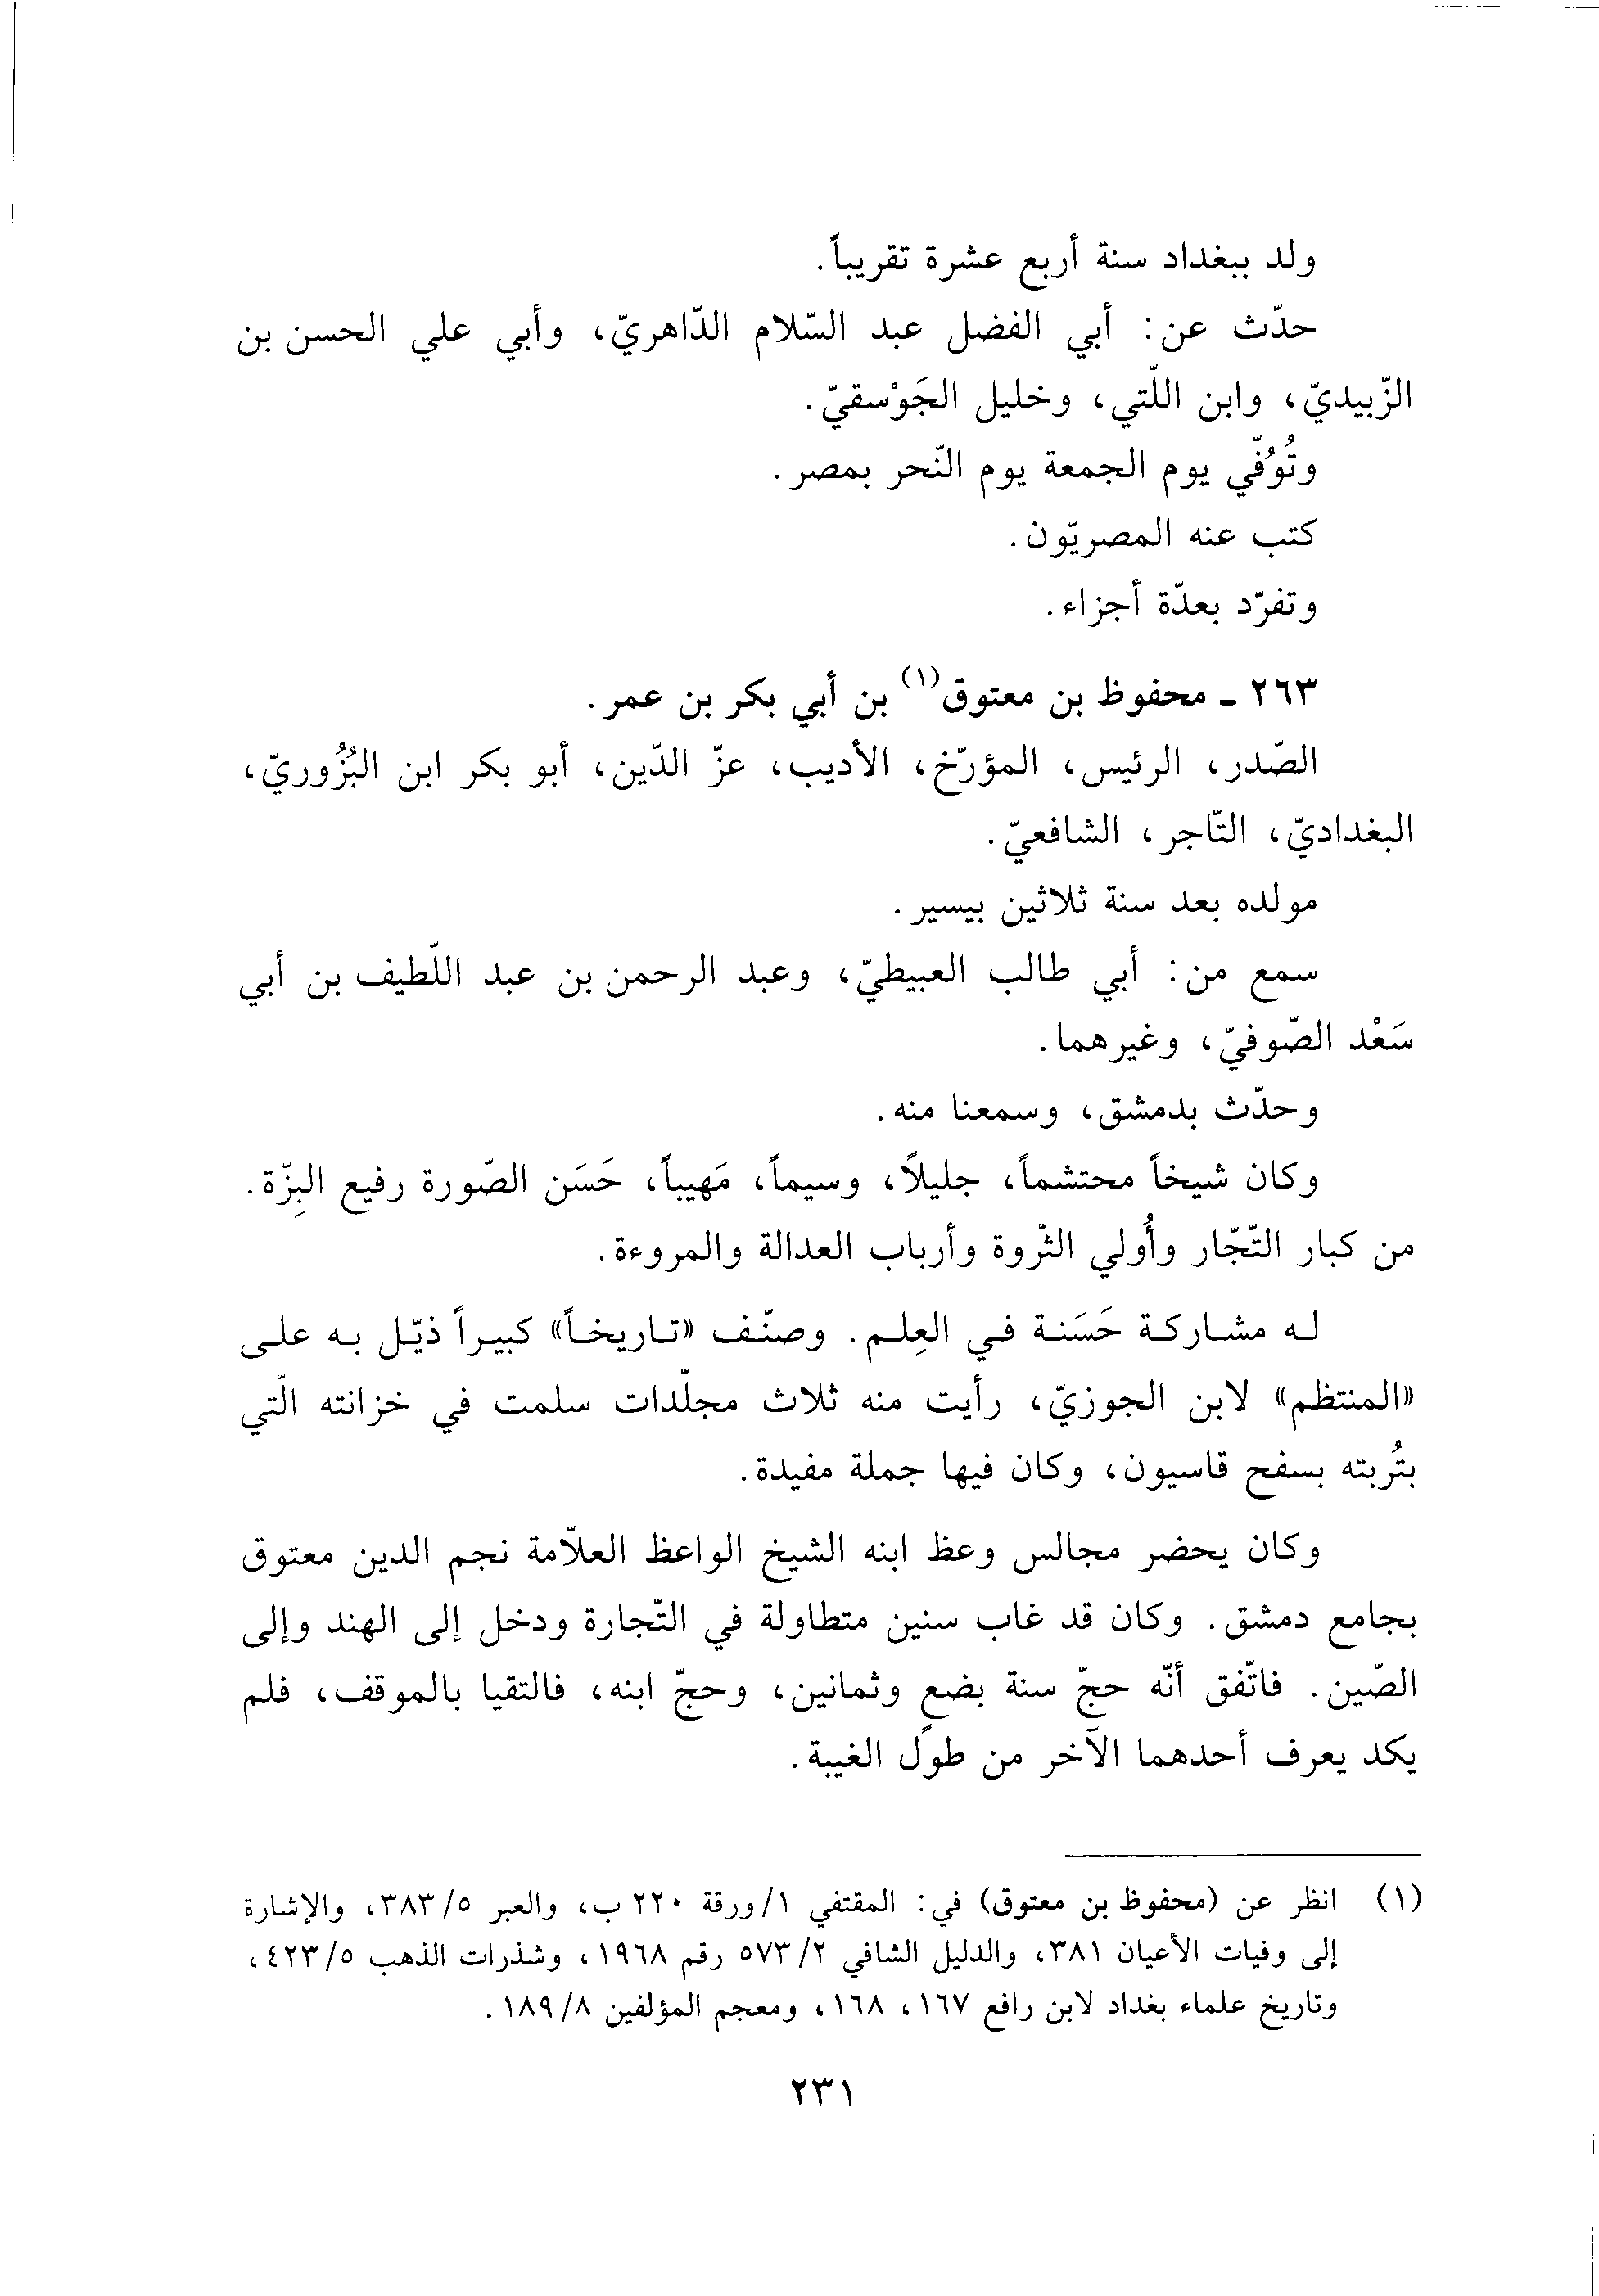 ولد ببغداد سنة أربع عشرة تقريباً.
حدّث عن: أبي الفضل عبد السّلام الدّاهريّ، وأبي علي الحسن بن
الزّبيديّ، وابن اللّتي، وخليل الجَوْسقيّ.
وتُوُفّي يوم الجمعة يوم النّحر بمصر.
كتب عنه المصريّون.
وتفرّد بعدّة أجزاء.
٢٦٣ ـ محفوظ بن معتوق(١) بن أبي بكر بن عمر.
الصّدر، الرئيس، المؤرّخ، الأديب، عزّ الدّين، أبو بكر ابن البُزُوريّ،
البغداديّ، التّاجر، الشافعيّ.
مولده بعد سنة ثلاثين بيسير.
سمع من: أبي طالب العبيطيّ، وعبد الرحمن بن عبد اللّطيف بن أبي
سَعْد الصّوفيّ، وغيرهما.
وحدّث بدمشق، وسمعنا منه.
وكان شيخاً محتشماً، جليلاً، وسيماً، مَهيباً، حَسَن الصّورة رفيع البِزّة.
من كبار التّجّار وأُولي الثّروة وأرباب العدالة والمروءة.
له مشاركة حَسَنة في العِلم. وصنّف «تاريخاً» كبيراً ذيّل به على
«المنتظم» لابن الجوزيّ، رأيت منه ثلاث مجلّدات سلمت في خزانته الّتي
بتُربته بسفح قاسيون، وكان فيها جملة مفيدة.
وكان يحضر مجالس وعظ ابنه الشيخ الواعظ العلاّمة نجم الدين معتوق
بجامع دمشق. وكان قد غاب سنين متطاولة في التّجارة ودخل إلى الهند وإلى
الصّين. فاتّفق أنّه حجّ سنة بضعٍ وثمانين، وحجّ ابنه، فالتقيا بالموقف، فلم
يكد يعرف أحدهما الآخر من طول الغيبة.
(١) انظر عن (محفوظ بن معتوق) في: المقتفي ١/ورقة ٢٢٠ ب، والعبر ٥/٣٨٣، والإشارة
إلى وفيات الأعيان ٣٨١، والدليل الشافي ٢/٥٧٣ رقم ١٩٦٨، وشذرات الذهب ٥/٤٢٣،
وتاريخ علماء بغداد لابن رافع ١٦٧، ١٦٨، ومعجم المؤلفين ٨/١٨٩.
٢٣١